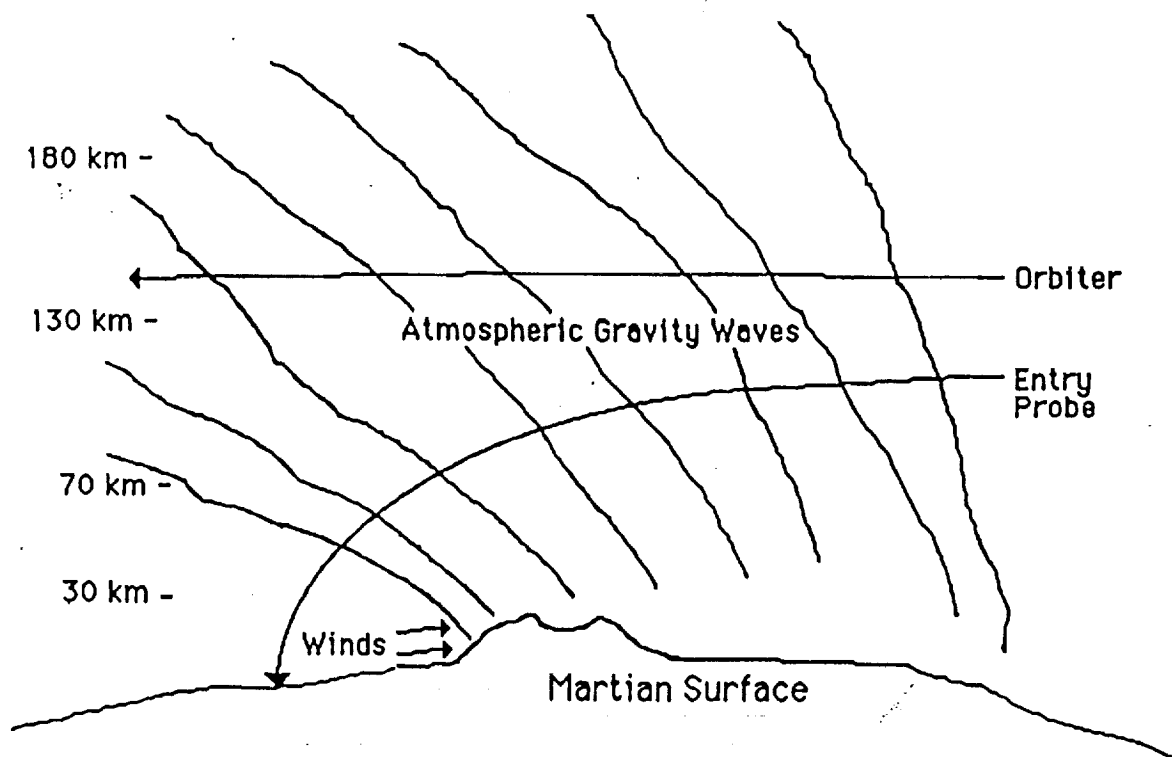 180 km -
Orbiter
130 km -
Atmospheric Gravity Waves
Entry
Probe
70 km -
30 km -
Winds
Martian Surface